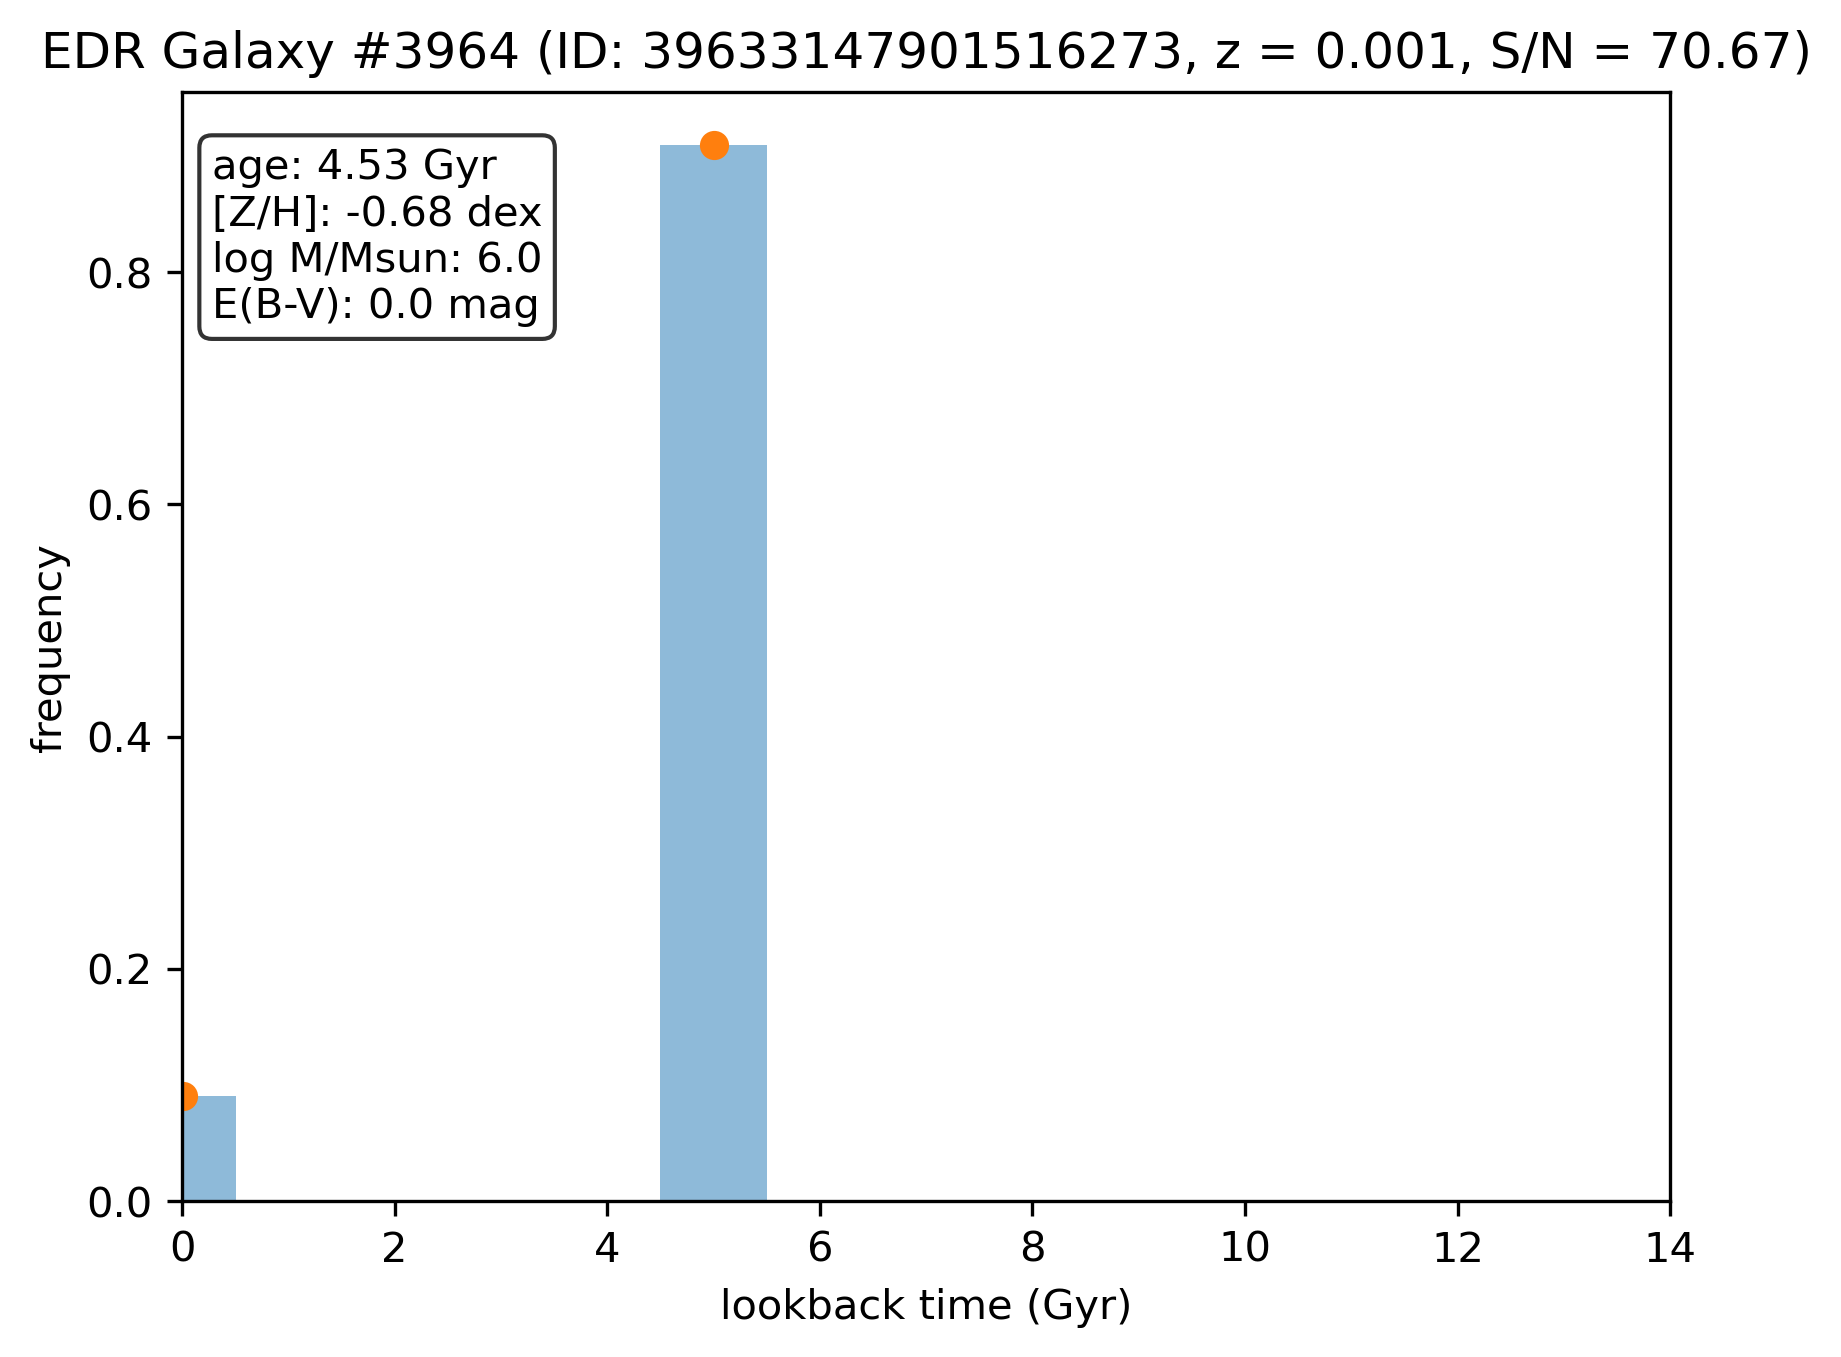 EDR Galaxy #3964 (ID: 39633147901516273, z = 0.001, S/N = 70.67)
age: 4.53 Gyr
[Z/H]: -0.68 dex
log M/Msun: 6.0
E(B-V): 0.0 mag
frequency
0.8
0.6
0.4
0.2
0.0
0 2 4 6 8 10 12 14
lookback time (Gyr)